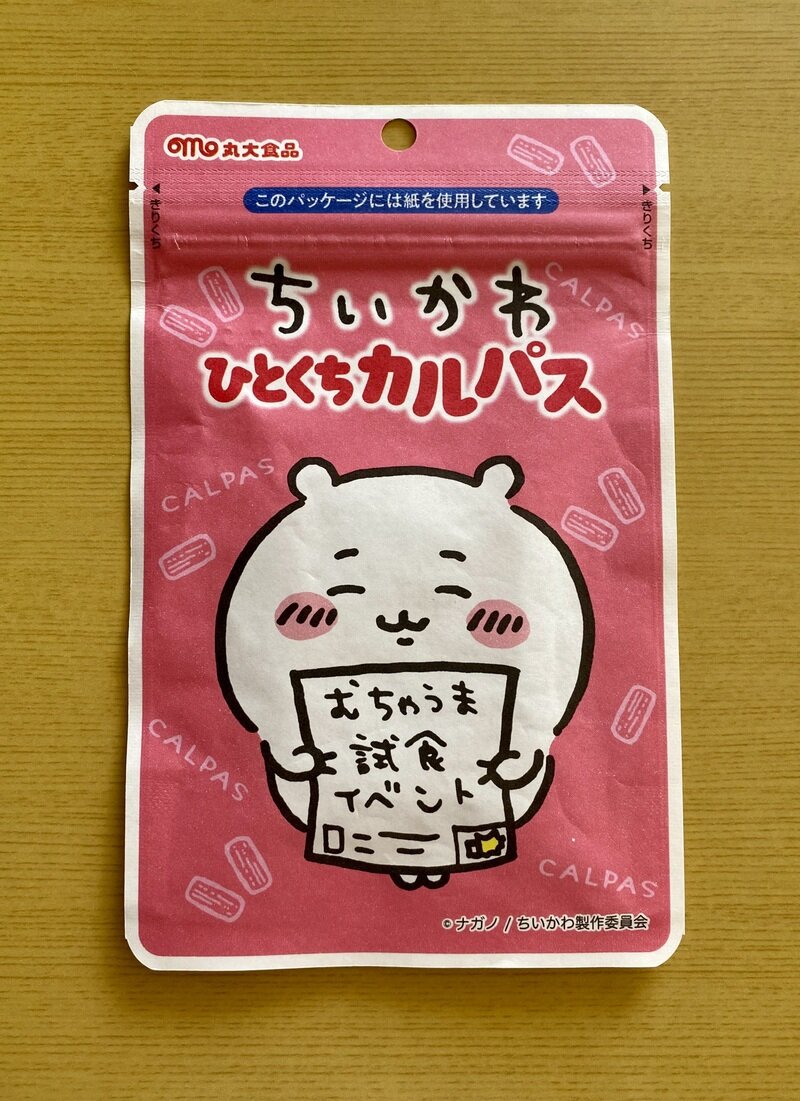 丸大食品
このパッケージには紙を使用しています
きりくち
きりくち
ちいかわ
ひとくちカルパス
CALPAS
CALPAS
むちゃうま
試食
イベント
CALPAS
CALPAS
©ナガノ / ちいかわ製作委員会